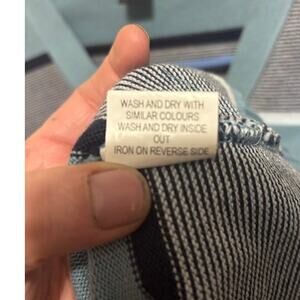 WASH AND DRY WITH
SIMILAR COLOURS
WASH AND DRY INSIDE
OUT
IRON ON REVERSE SIDE